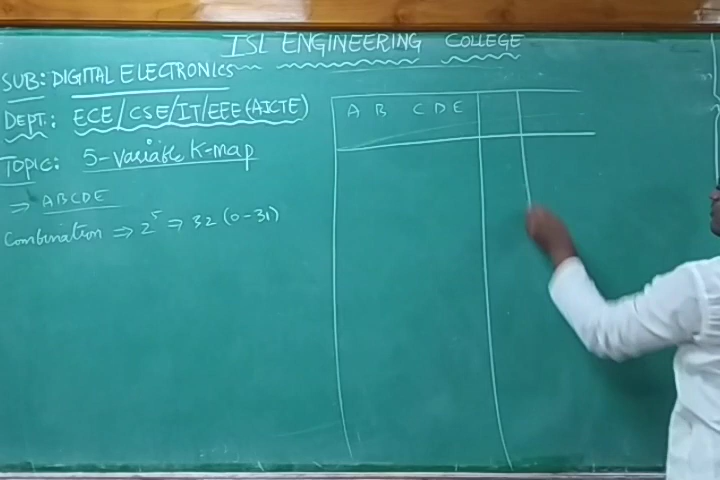 ISL ENGINEERING COLLEGE
SUB: DIGITAL ELECTRONICS
DEPT.: ECE/CSE/IT/EEE(AICTE)
TOPIC: 5-variable K-map
⇒ ABCDE
Combination ⇒ 2⁵ ⇒ 32 (0-31)
A B C D E